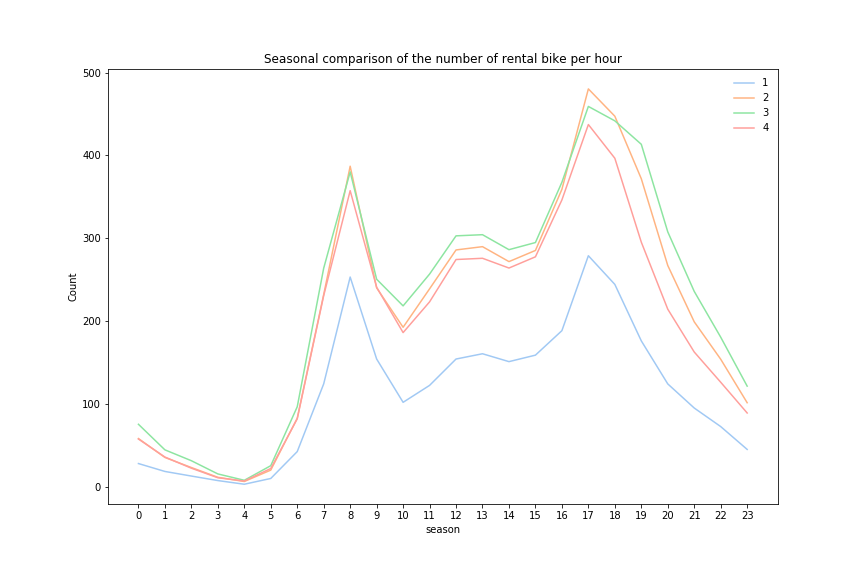 Seasonal comparison of the number of rental bike per hour
500
400
300
200
100
0
Count
1
2
3
4
0 1 2 3 4 5 6 7 8 9 10 11 12 13 14 15 16 17 18 19 20 21 22 23
season